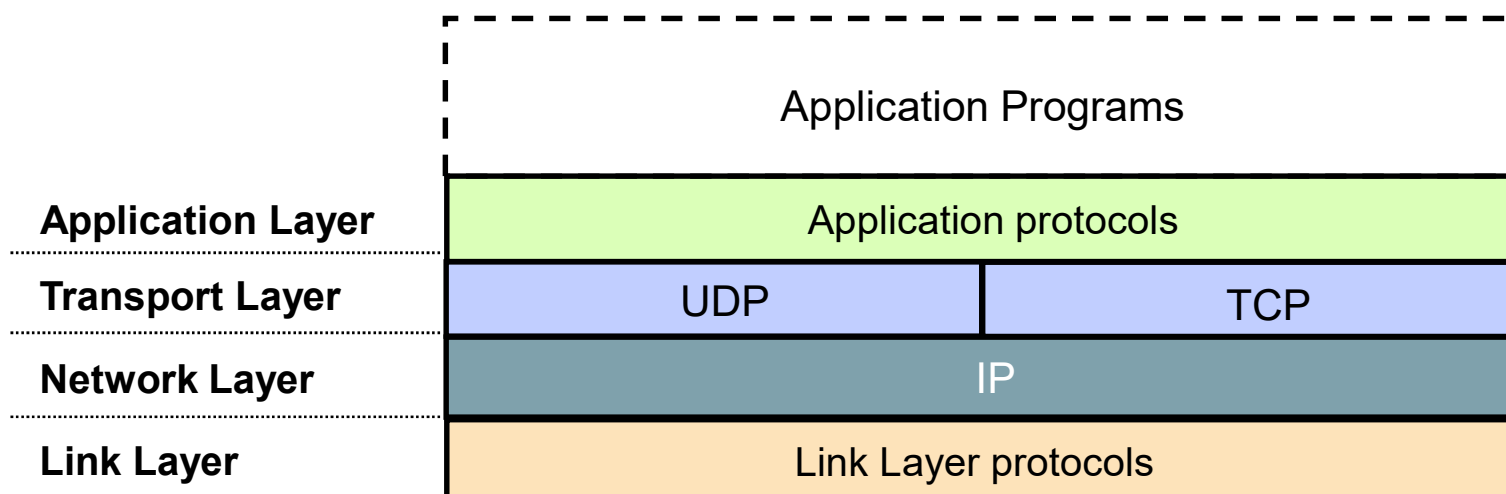 Application Programs
Application Layer
Application protocols
Transport Layer
UDP
TCP
Network Layer
IP
Link Layer
Link Layer protocols